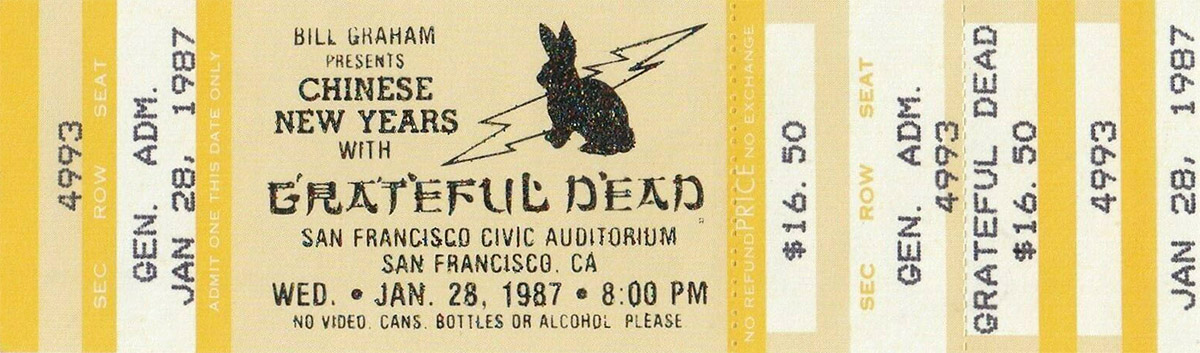 4993
SEC ROW SEAT
GEN. ADM.
JAN 28, 1987
ADMIT ONE THIS DATE ONLY
BILL GRAHAM
PRESENTS
CHINESE
NEW YEARS
WITH
GRATEFUL DEAD
SAN FRANCISCO CIVIC AUDITORIUM
SAN FRANCISCO, CA
WED. • JAN. 28, 1987 • 8:00 PM
NO VIDEO, CANS, BOTTLES OR ALCOHOL PLEASE
NO REFUND PRICE NO EXCHANGE
$16.50
SEC ROW SEAT
GEN. ADM.
4993
GRATEFUL DEAD
$16.50
4993
JAN 28, 1987